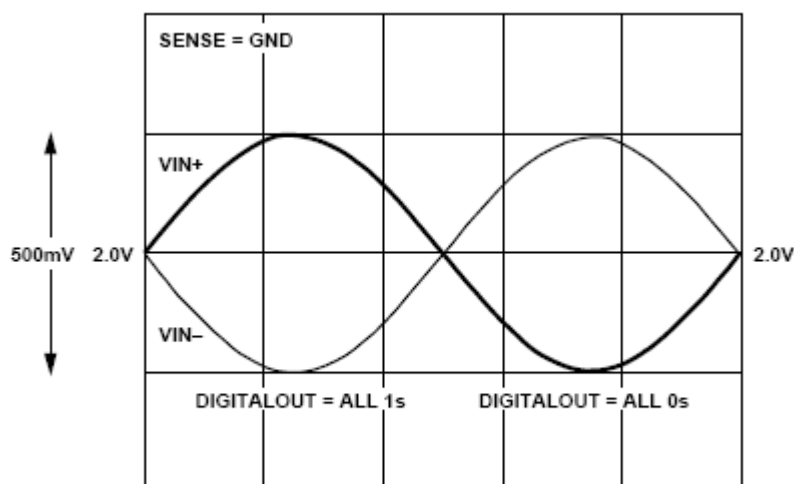 SENSE = GND
VIN+
500mV 2.0V 2.0V
VIN–
DIGITALOUT = ALL 1s DIGITALOUT = ALL 0s